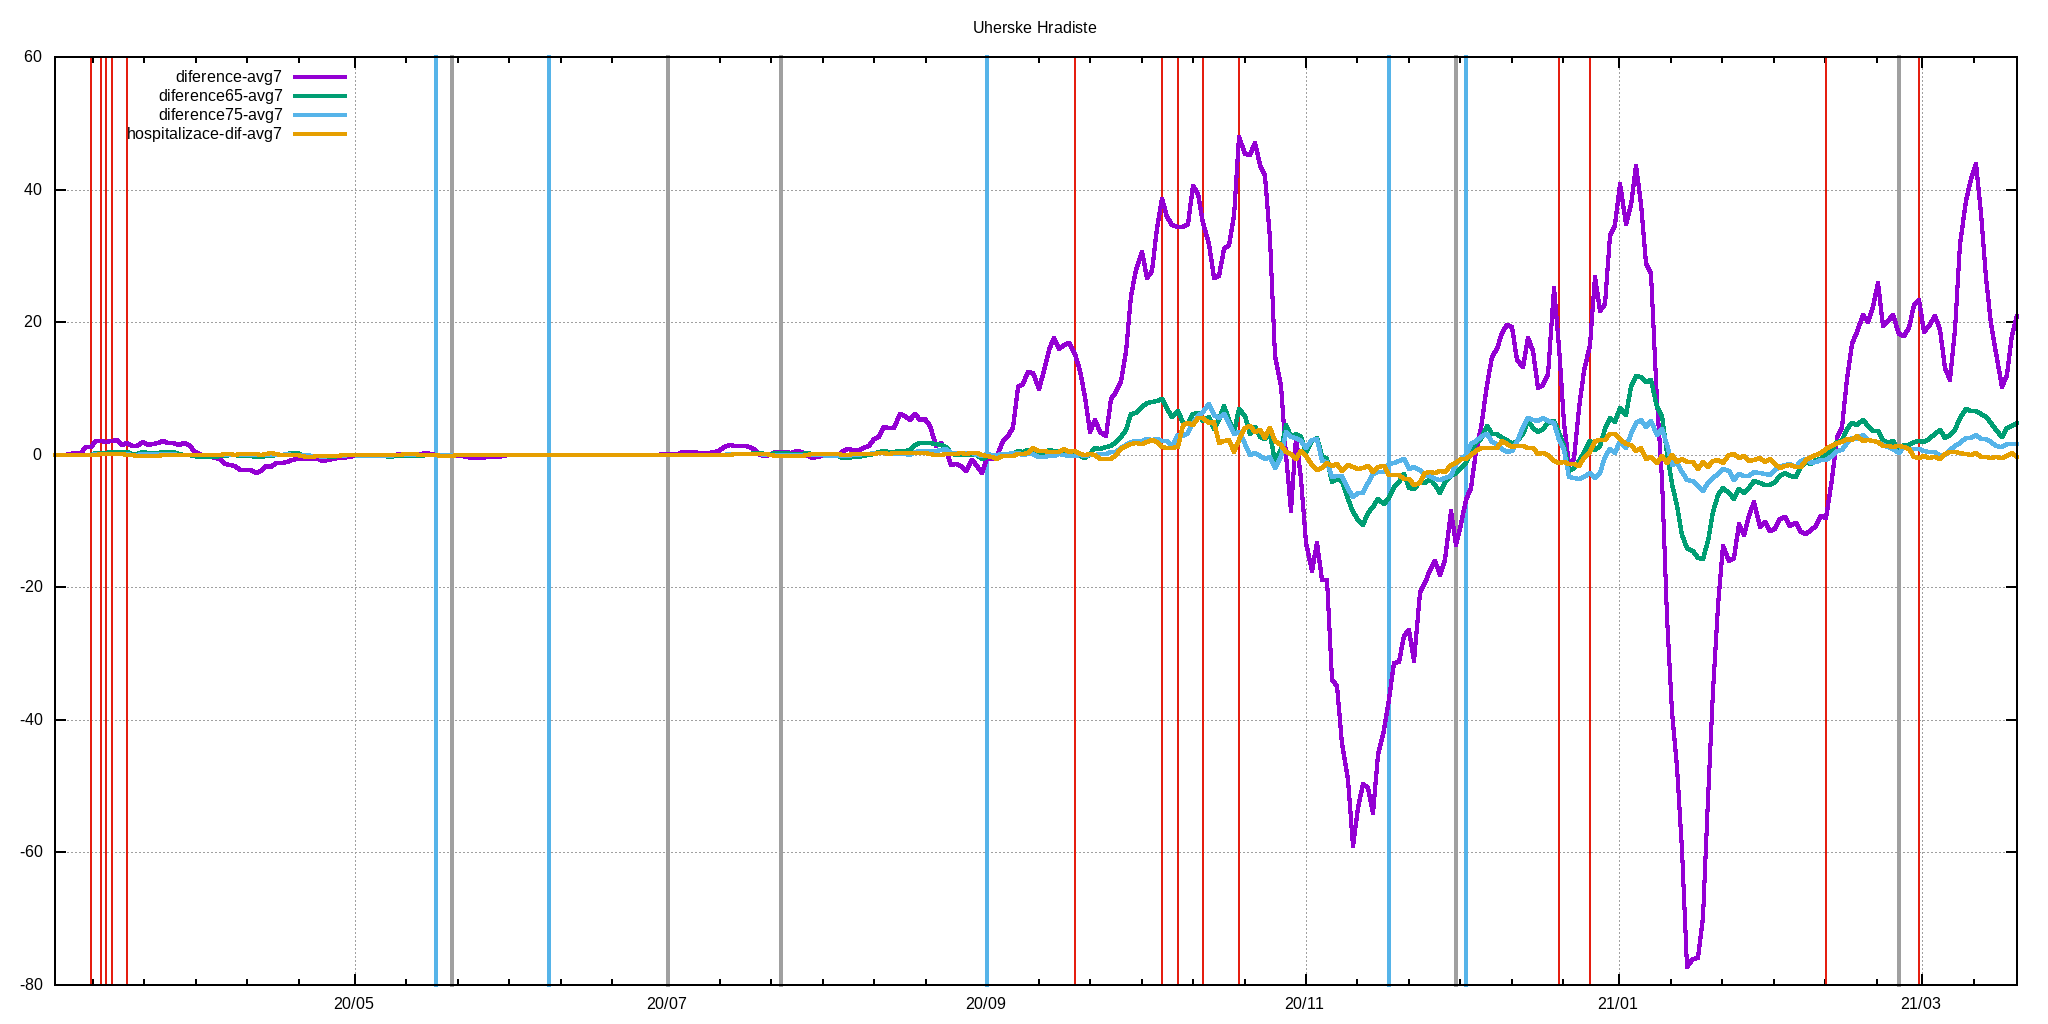 Uherske Hradiste
60
40
20
0
-20
-40
-60
-80
diference-avg7
diference65-avg7
diference75-avg7
hospitalizace-dif-avg7
20/05
20/07
20/09
20/11
21/01
21/03